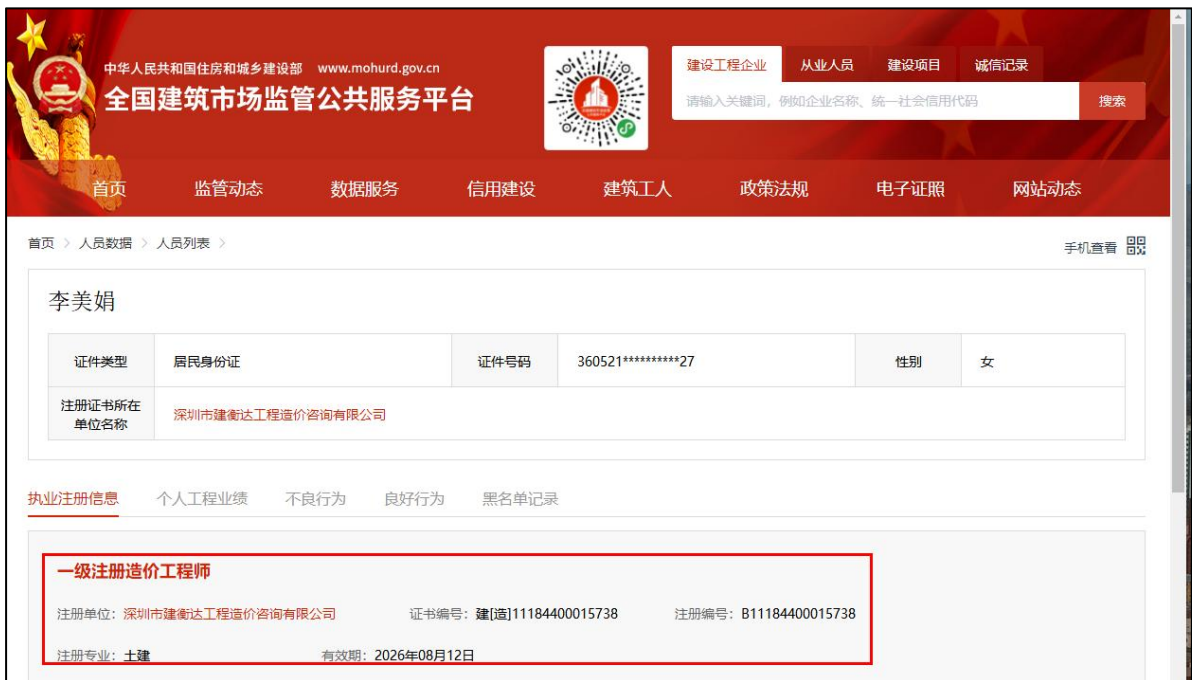 中华人民共和国住房和城乡建设部 www.mohurd.gov.cn
全国建筑市场监管公共服务平台
建设工程企业 从业人员 建设项目 诚信记录
请输入关键词，例如企业名称、统一社会信用代码 搜索
首页 监管动态 数据服务 信用建设 建筑工人 政策法规 电子证照 网站动态
首页 > 人员数据 > 人员列表 >
手机查看
李美娟
证件类型 居民身份证 证件号码 360521**********27 性别 女
注册证书所在
单位名称
深圳市建衡达工程造价咨询有限公司
执业注册信息 个人工程业绩 不良行为 良好行为 黑名单记录
一级注册造价工程师
注册单位：深圳市建衡达工程造价咨询有限公司 证书编号：建[造]11184400015738 注册编号：B11184400015738
注册专业：土建 有效期：2026年08月12日